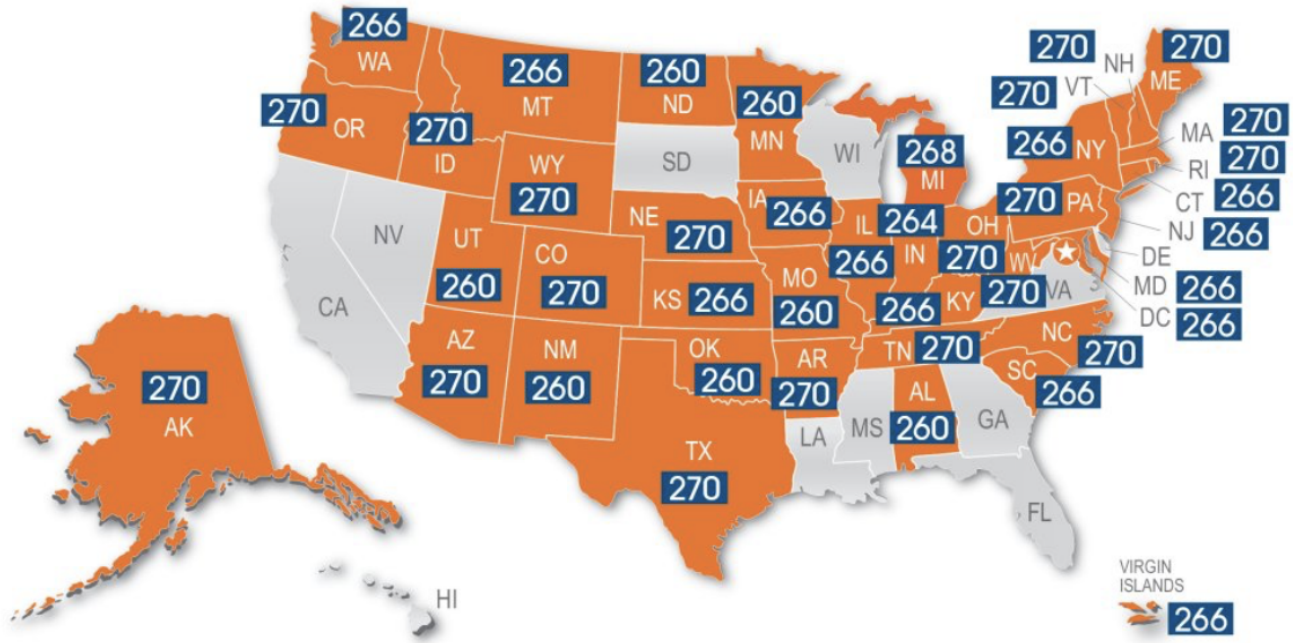 266
WA
270
OR
270
ID
266
MT
260
ND
SD
260
MN
WI
268
MI
WY
270
NE
270
IA
266
IL
266
264
IN
OH
270
NV
CA
UT
260
CO
270
KS
266
MO
260
266
KY
WV
270
VA
270
PA
266
NY
270
NH
270
VT
270
ME
MA
270
RI
270
CT
266
NJ
266
DE
MD
266
DC
266
AZ
270
NM
260
OK
260
AR
270
TN
270
NC
270
SC
266
TX
270
LA
MS
AL
260
GA
FL
270
AK
HI
VIRGIN
ISLANDS
266